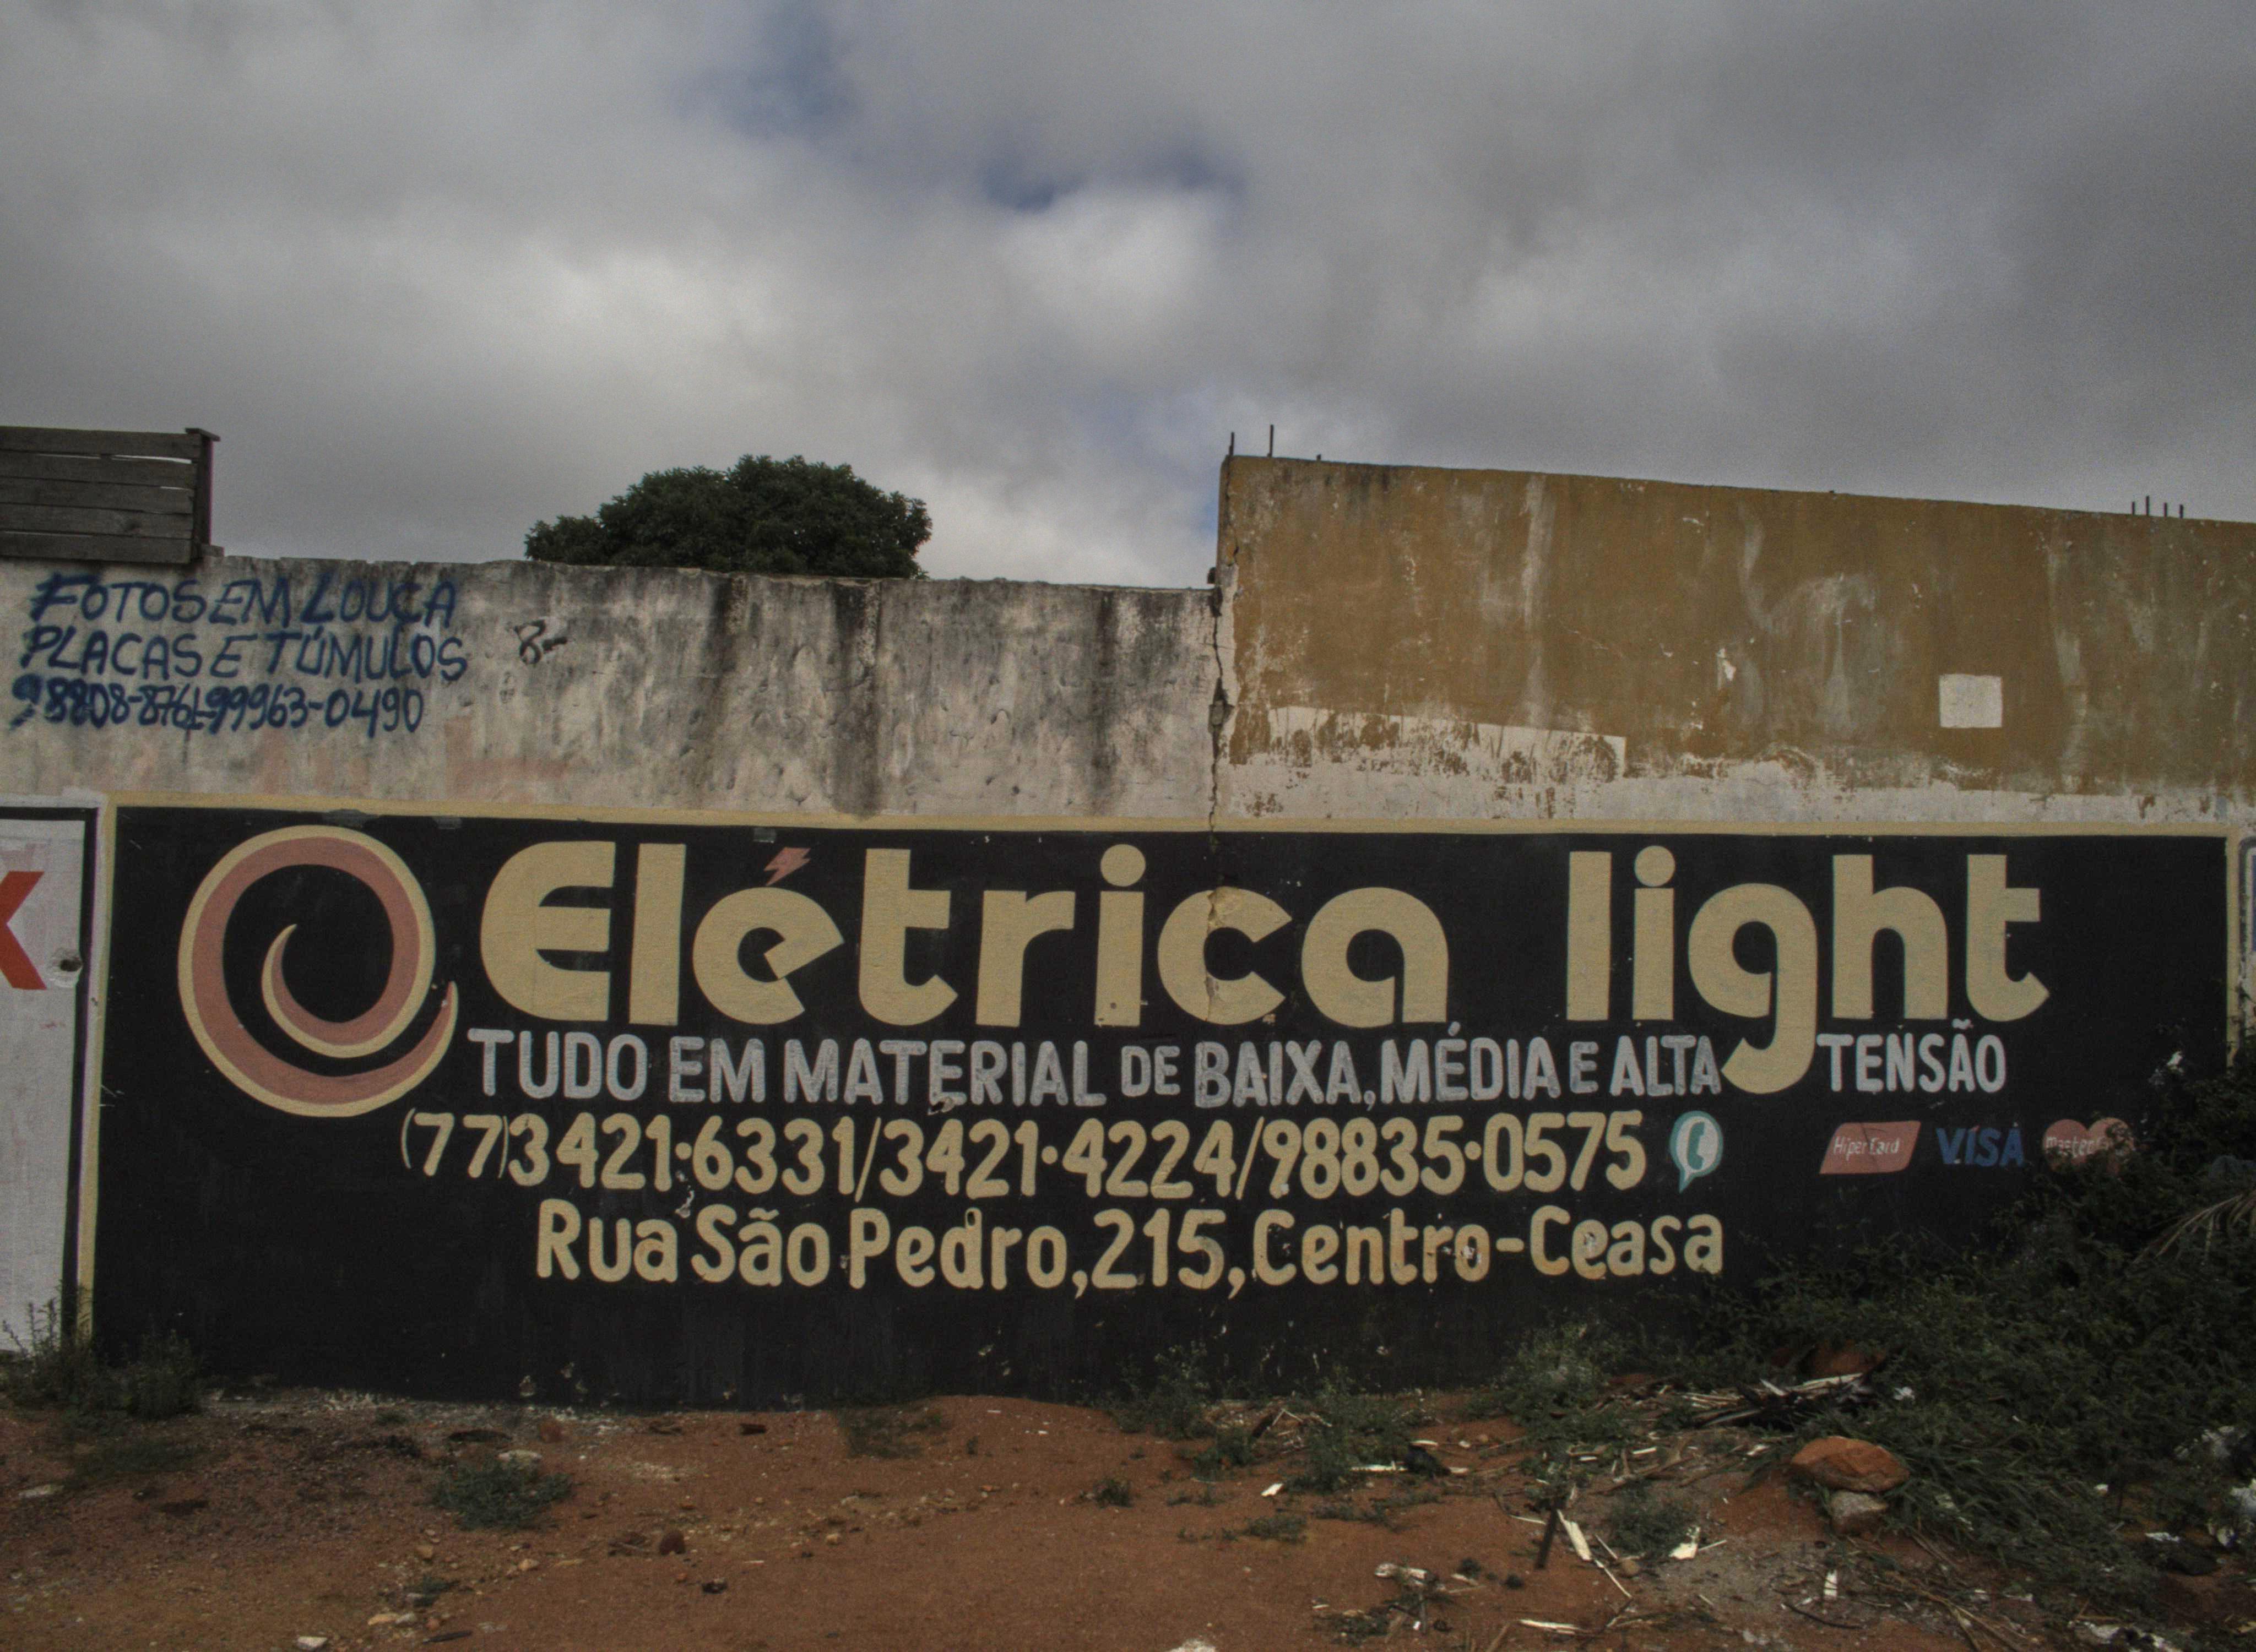 FOTOS EM LOUÇA
PLACAS E TÚMULOS
98808-8761-99963-0490
X
Elétrica light
TUDO EM MATERIAL DE BAIXA, MÉDIA E ALTA TENSÃO
(77)3421·6331/3421·4224/98835·0575
HiperCard VISA
Rua São Pedro, 215, Centro-Ceasa